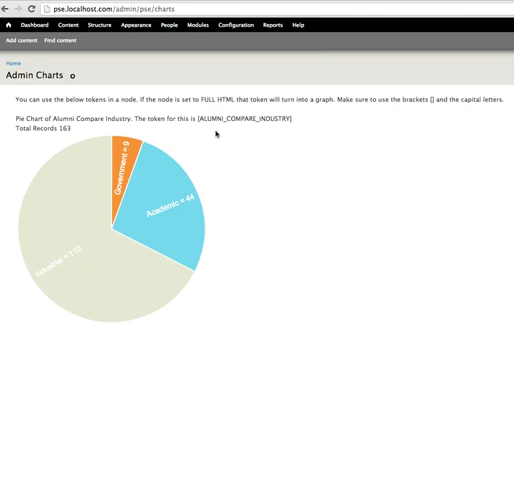 pse.localhost.com/admin/pse/charts
Dashboard Content Structure Appearance People Modules Configuration Reports Help
Add content Find content
Home
Admin Charts
You can use the below tokens in a node. If the node is set to FULL HTML that token will turn into a graph. Make sure to use the brackets [] and the capital letters.
Pie Chart of Alumni Compare Industry. The token for this is [ALUMNI_COMPARE_INDUSTRY]
Total Records 163
Government = 9
Academic = 44
Industrial = 110